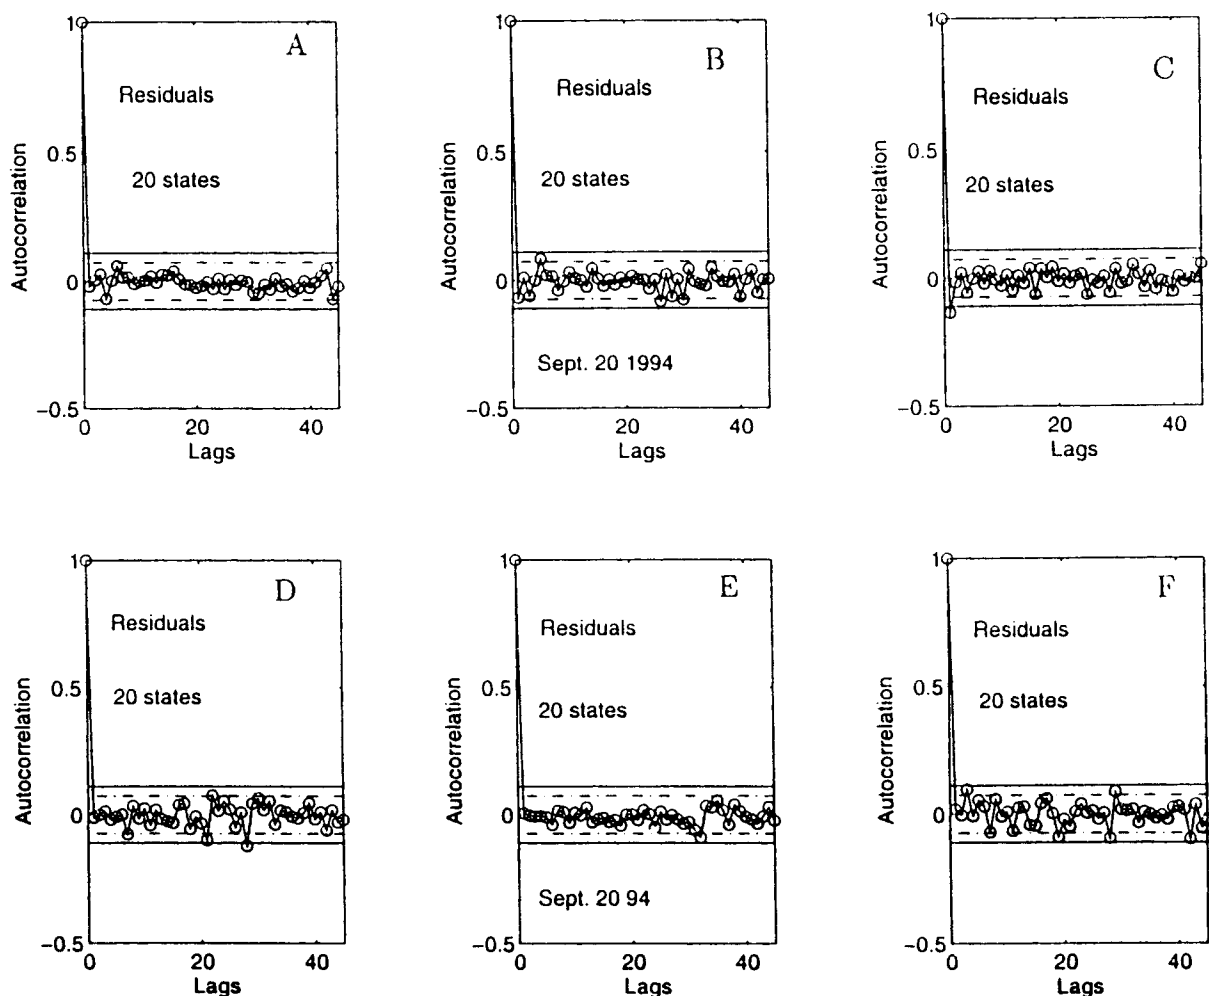 A
Residuals
20 states
Autocorrelation
1
0.5
0
−0.5
0
20
40
Lags
B
Residuals
20 states
Sept. 20 1994
Autocorrelation
1
0.5
0
−0.5
0
20
40
Lags
C
Residuals
20 states
Autocorrelation
1
0.5
0
−0.5
0
20
40
Lags
D
Residuals
20 states
Autocorrelation
1
0.5
0
−0.5
0
20
40
Lags
E
Residuals
20 states
Sept. 20 94
Autocorrelation
1
0.5
0
−0.5
0
20
40
Lags
F
Residuals
20 states
Autocorrelation
1
0.5
0
−0.5
0
20
40
Lags